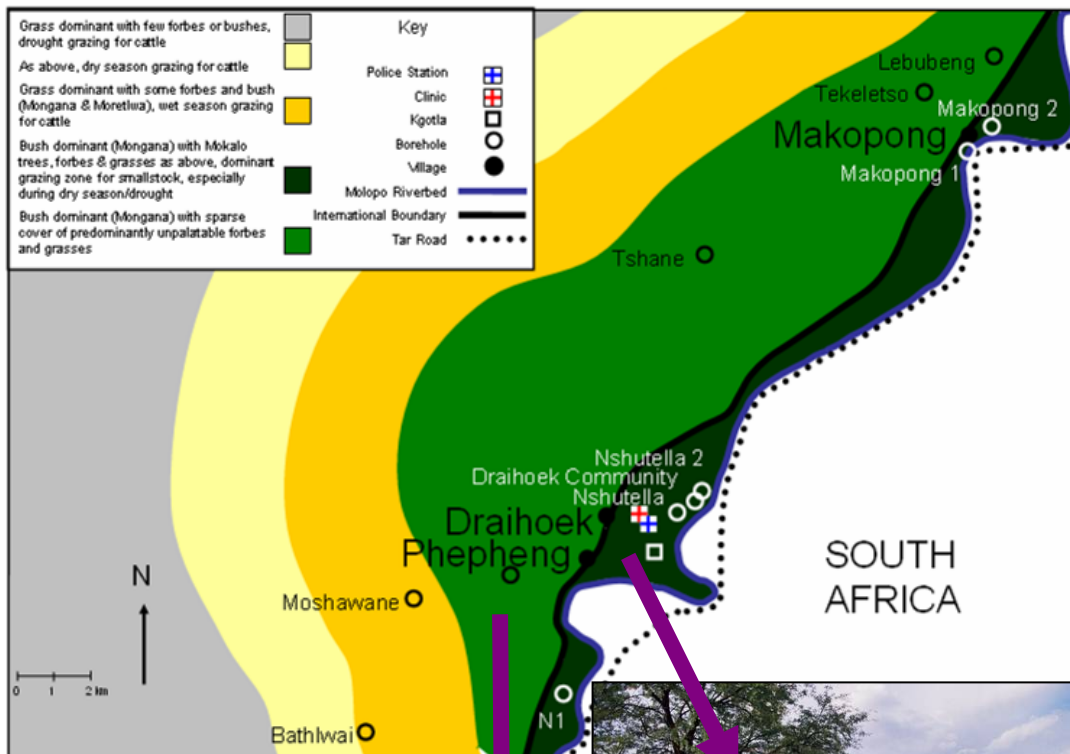 Grass dominant with few forbes or bushes,
drought grazing for cattle
As above, dry season grazing for cattle
Grass dominant with some forbes and bush
(Mongana & Moretlwa), wet season grazing
for cattle
Bush dominant (Mongana) with Mokalo
trees, forbes & grasses as above, dominant
grazing zone for smallstock, especially
during dry season/drought
Bush dominant (Mongana) with sparse
cover of predominantly unpalatable forbes
and grasses
Key
Police Station
Clinic
Kgotla
Borehole
Village
Molopo Riverbed
International Boundary
Tar Road
Lebubeng
Tekeletso
Makopong 2
Makopong
Makopong 1
Tshane
Nshutella 2
Draihoek Community
Nshutella
Draihoek
Phepheng
SOUTH
AFRICA
N
Moshawane
0 1 2 km
N1
Bathlwai